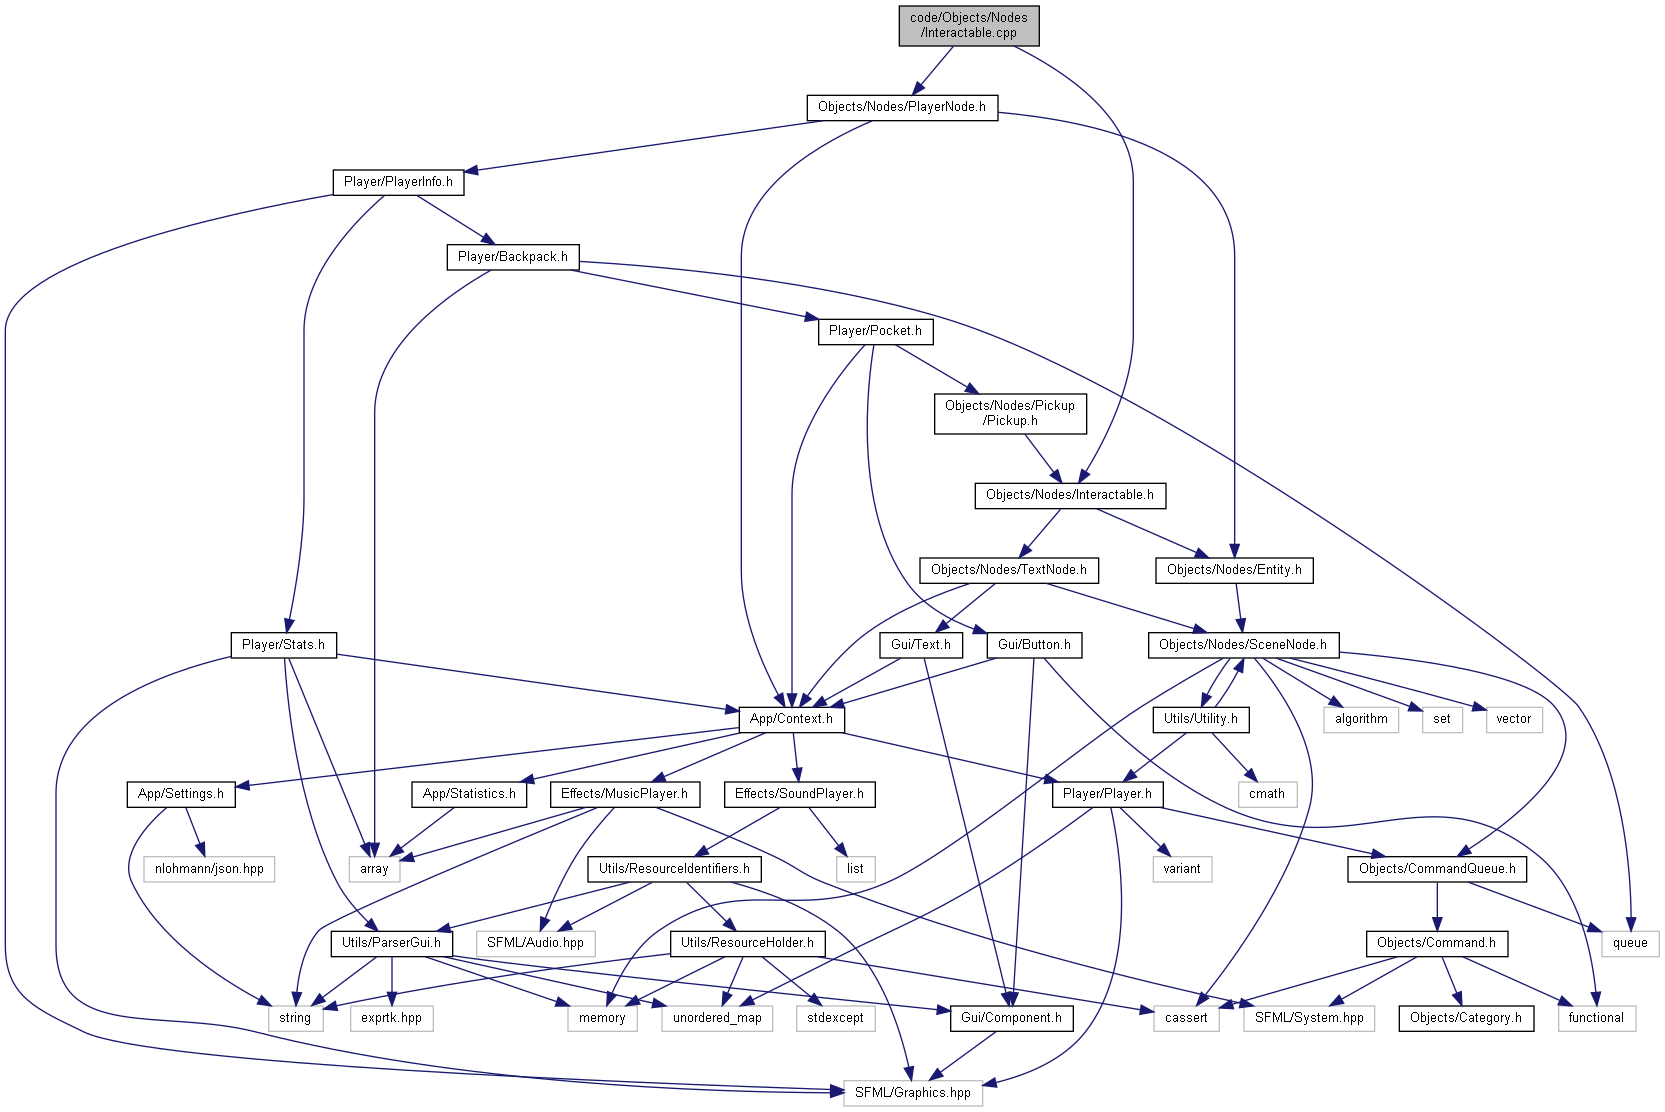 code/Objects/Nodes
/Interactable.cpp
Objects/Nodes/PlayerNode.h
Player/PlayerInfo.h
Player/Backpack.h
Player/Pocket.h
Objects/Nodes/Pickup
/Pickup.h
Objects/Nodes/Interactable.h
Objects/Nodes/TextNode.h
Objects/Nodes/Entity.h
Player/Stats.h
Gui/Text.h
Gui/Button.h
Objects/Nodes/SceneNode.h
App/Context.h
Utils/Utility.h
algorithm
set
vector
App/Settings.h
App/Statistics.h
Effects/MusicPlayer.h
Effects/SoundPlayer.h
Player/Player.h
cmath
nlohmann/json.hpp
array
Utils/ResourceIdentifiers.h
list
variant
Objects/CommandQueue.h
Utils/ParserGui.h
SFML/Audio.hpp
Utils/ResourceHolder.h
Objects/Command.h
queue
string
exprtk.hpp
memory
unordered_map
stdexcept
Gui/Component.h
cassert
SFML/System.hpp
Objects/Category.h
functional
SFML/Graphics.hpp